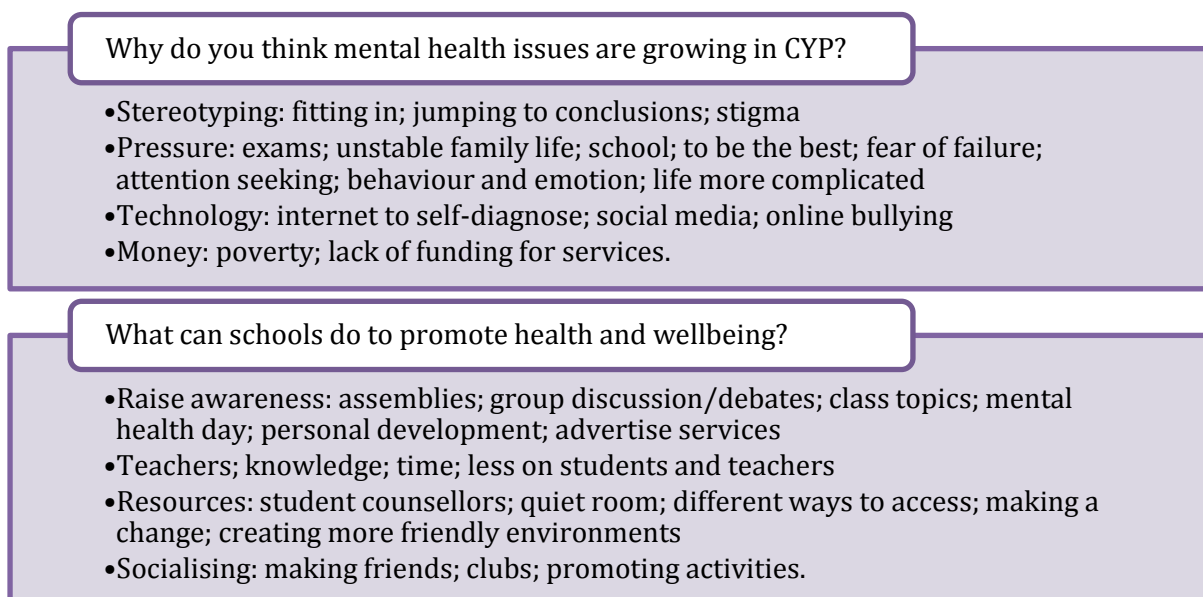 Why do you think mental health issues are growing in CYP?
•Stereotyping: fitting in; jumping to conclusions; stigma
•Pressure: exams; unstable family life; school; to be the best; fear of failure;
attention seeking; behaviour and emotion; life more complicated
•Technology: internet to self-diagnose; social media; online bullying
•Money: poverty; lack of funding for services.
What can schools do to promote health and wellbeing?
•Raise awareness: assemblies; group discussion/debates; class topics; mental
health day; personal development; advertise services
•Teachers; knowledge; time; less on students and teachers
•Resources: student counsellors; quiet room; different ways to access; making a
change; creating more friendly environments
•Socialising: making friends; clubs; promoting activities.